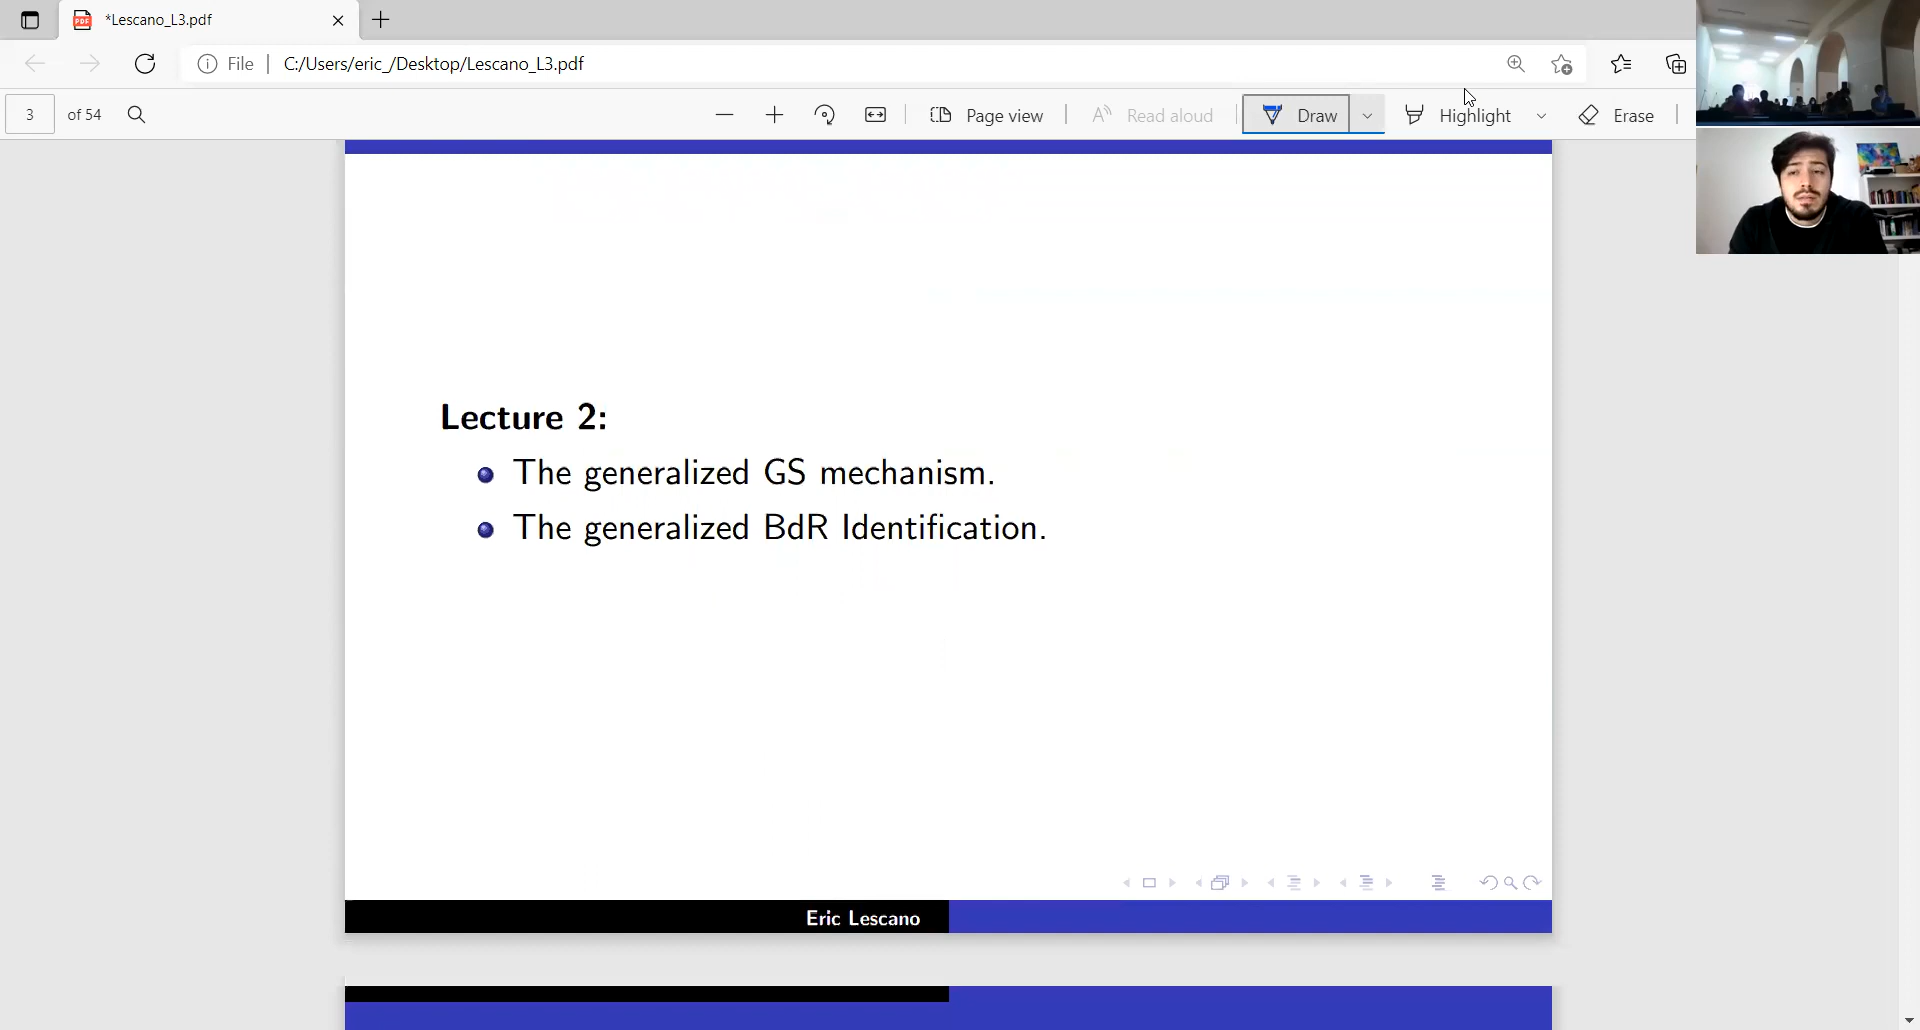 *Lescano_L3.pdf
File
C:/Users/eric_/Desktop/Lescano_L3.pdf
3 of 54
Page view
Read aloud
Draw
Highlight
Erase
Lecture 2:
The generalized GS mechanism.
The generalized BdR Identification.
Eric Lescano